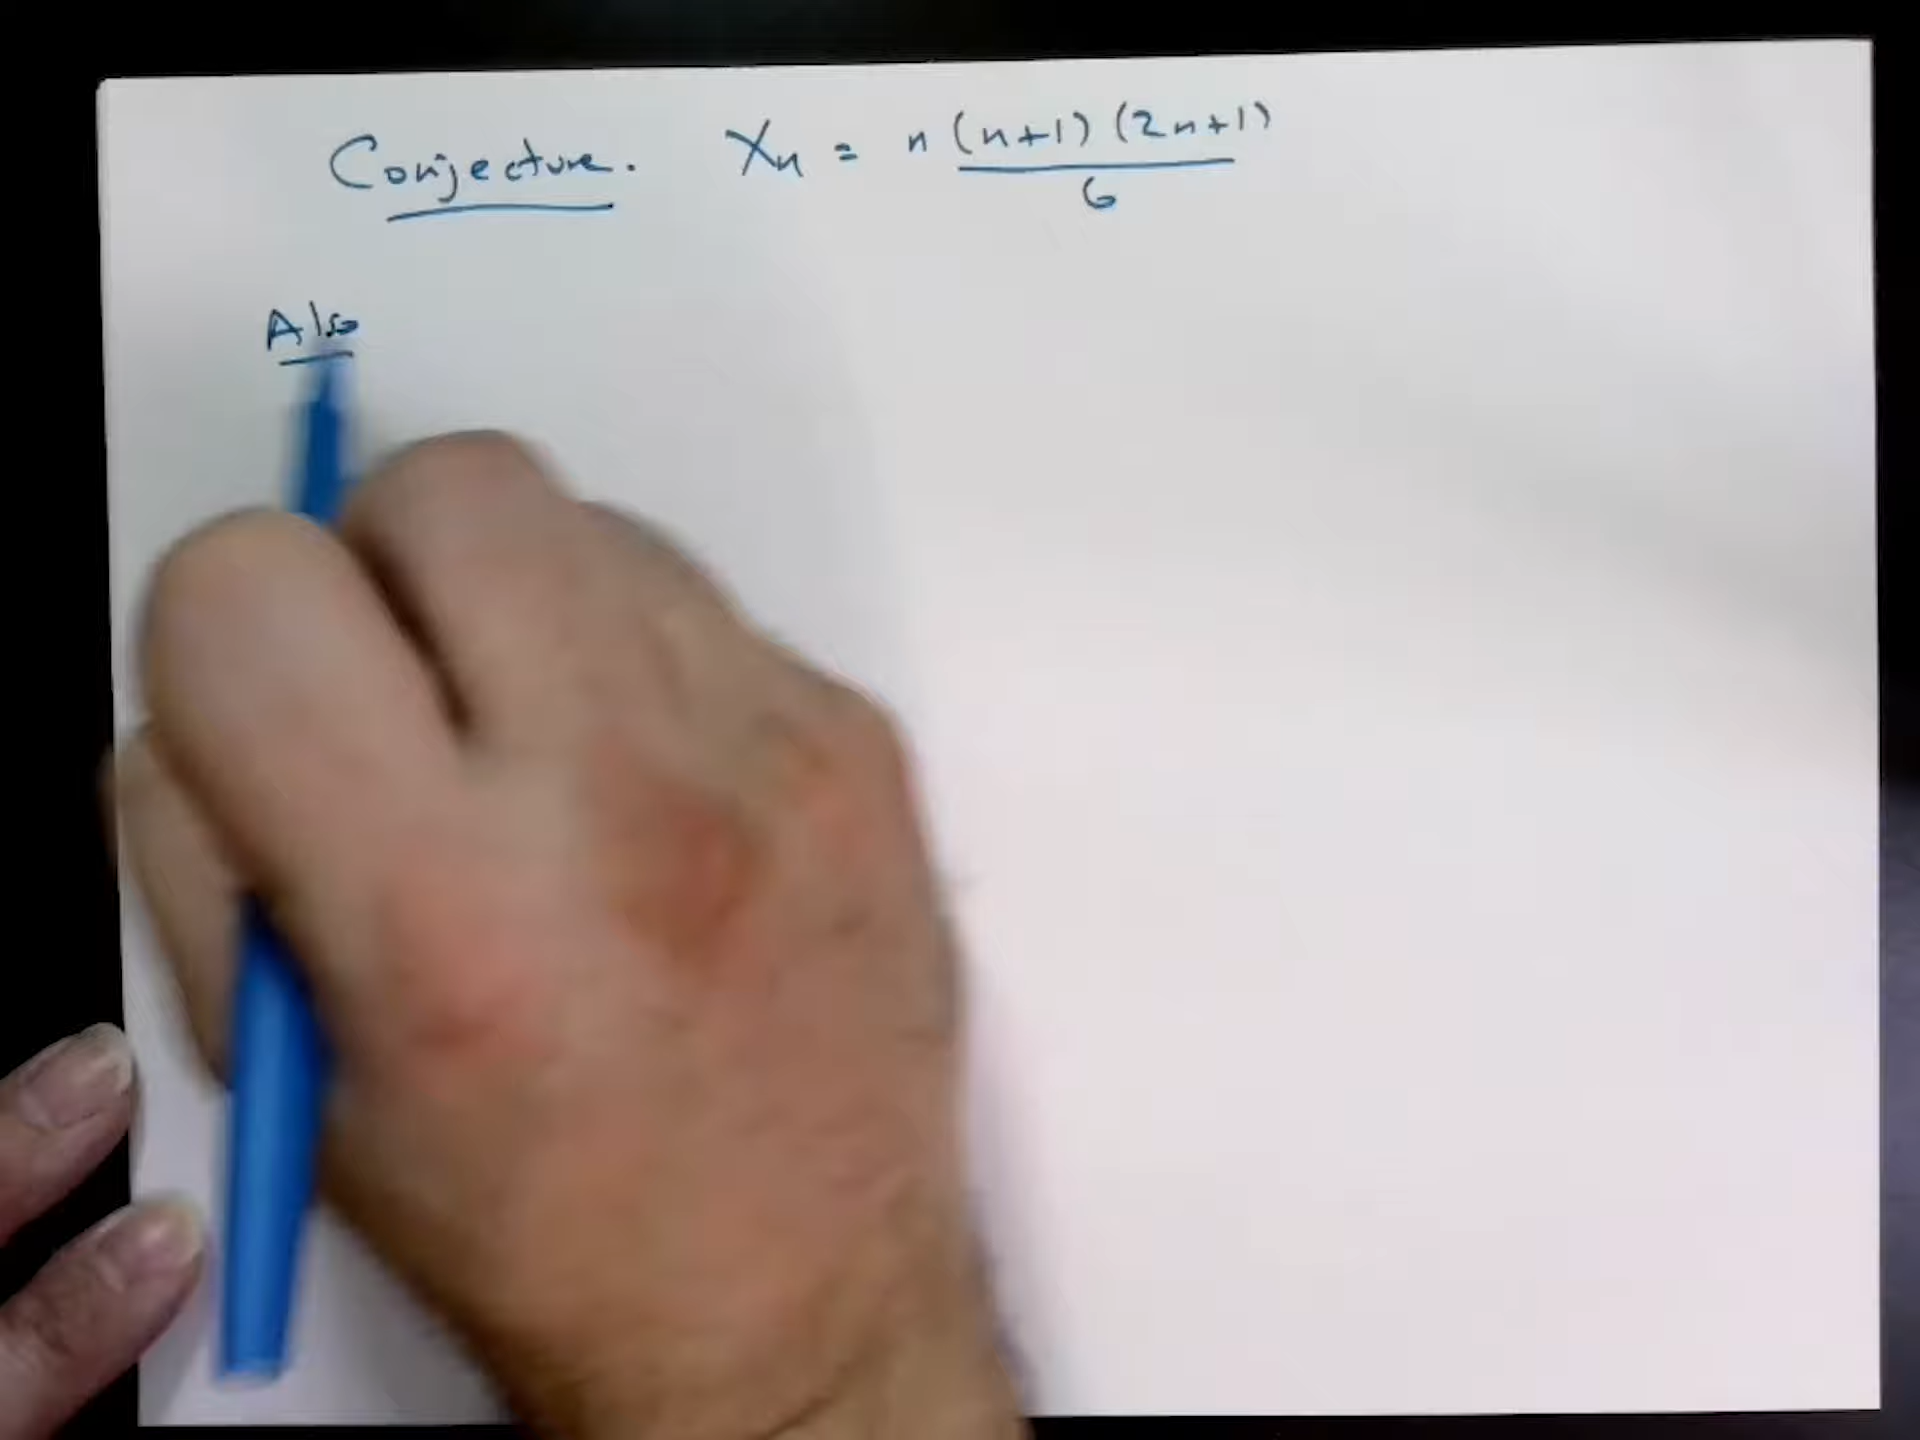 Conjecture. Xn = n(n+1)(2n+1)
6
Also